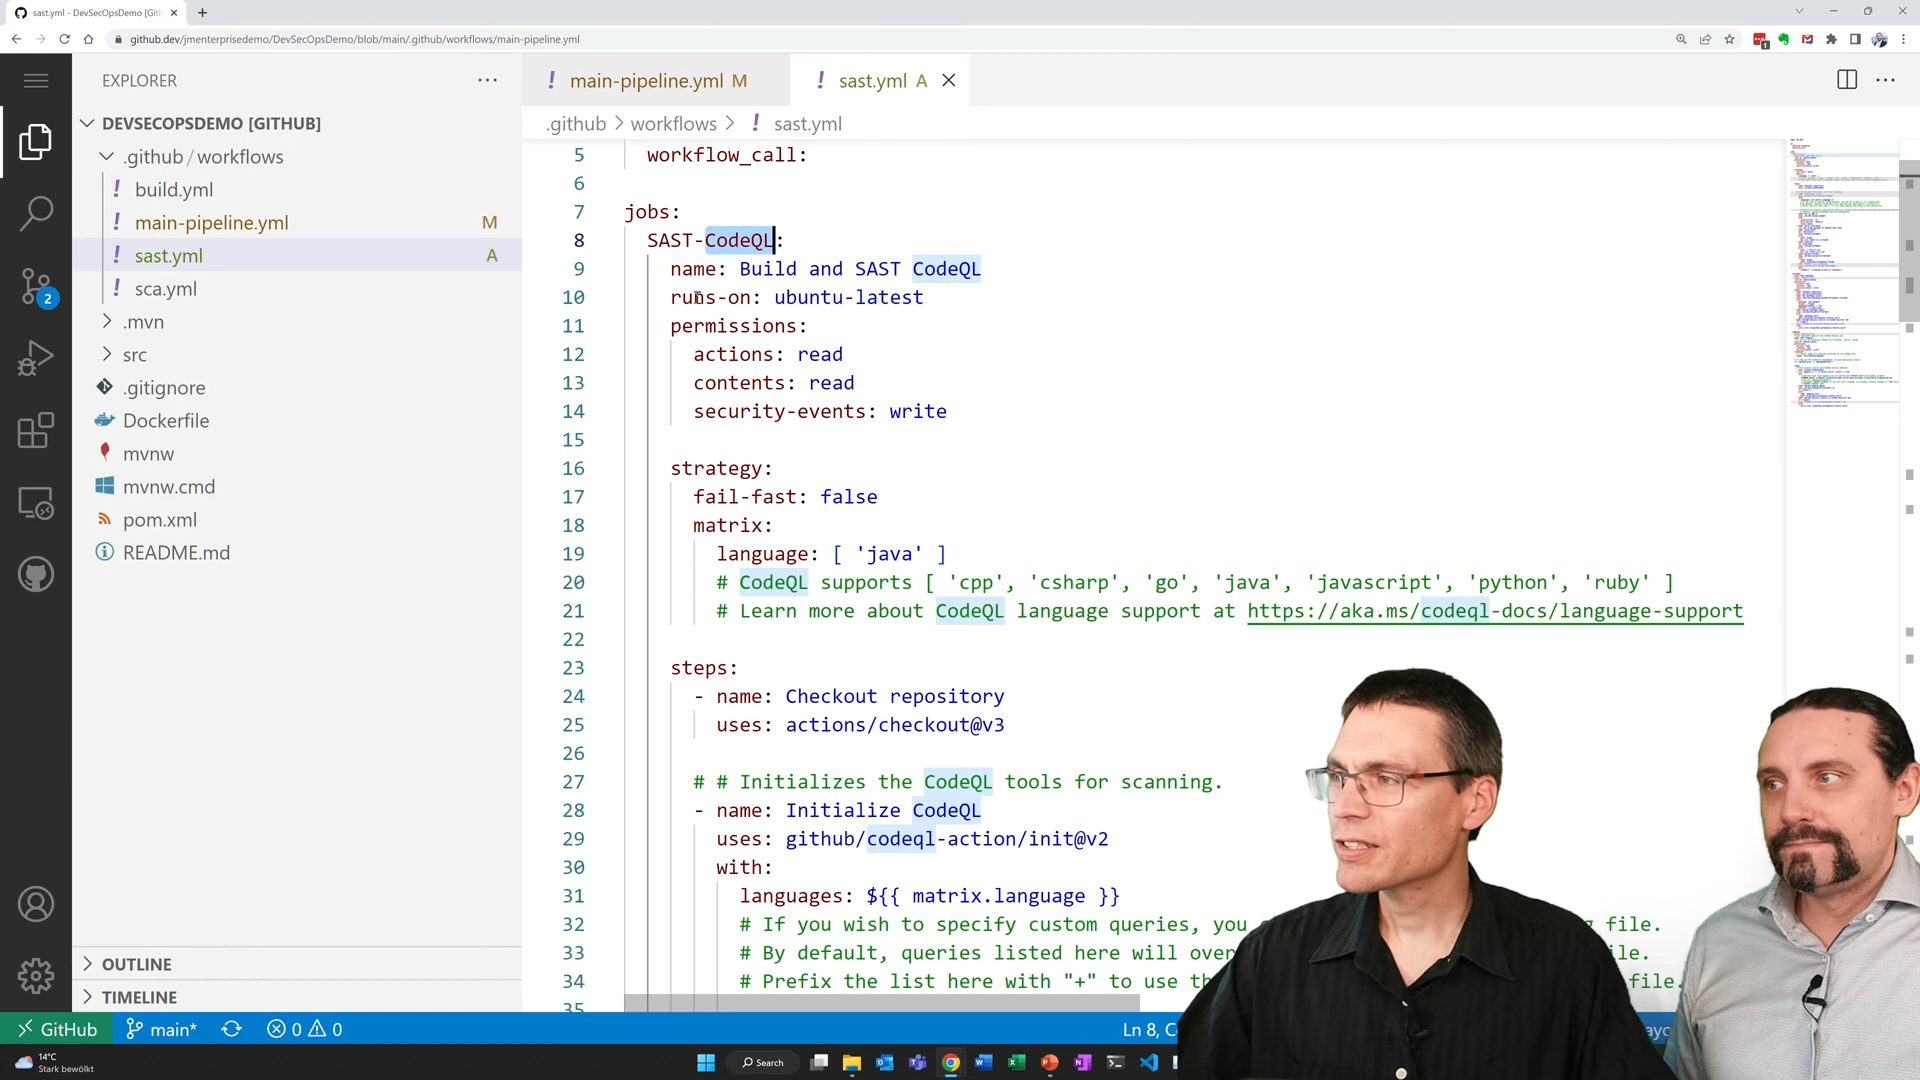 sast.yml - DevSecOpsDemo [GitH
github.dev/jmenterprisedemo/DevSecOpsDemo/blob/main/.github/workflows/main-pipeline.yml
1
EXPLORER
DEVSECOPSDEMO [GITHUB]
.github / workflows
build.yml
main-pipeline.yml M
sast.yml A
sca.yml
.mvn
src
.gitignore
Dockerfile
mvnw
mvnw.cmd
pom.xml
README.md
2
OUTLINE
TIMELINE
main-pipeline.yml M
sast.yml A
.github > workflows > ! sast.yml
5 workflow_call:
6
7 jobs:
8 SAST-CodeQL:
9 name: Build and SAST CodeQL
10 runs-on: ubuntu-latest
11 permissions:
12 actions: read
13 contents: read
14 security-events: write
15
16 strategy:
17 fail-fast: false
18 matrix:
19 language: [ 'java' ]
20 # CodeQL supports [ 'cpp', 'csharp', 'go', 'java', 'javascript', 'python', 'ruby' ]
21 # Learn more about CodeQL language support at https://aka.ms/codeql-docs/language-support
22
23 steps:
24 - name: Checkout repository
25 uses: actions/checkout@v3
26
27 # # Initializes the CodeQL tools for scanning.
28 - name: Initialize CodeQL
29 uses: github/codeql-action/init@v2
30 with:
31 languages: ${{ matrix.language }}
32 # If you wish to specify custom queries, you file.
33 # By default, queries listed here will
34 # Prefix the list here with "+" to use file.
35
GitHub main* 0 0 Ln 8,
14°C
Stark bewölkt
Search